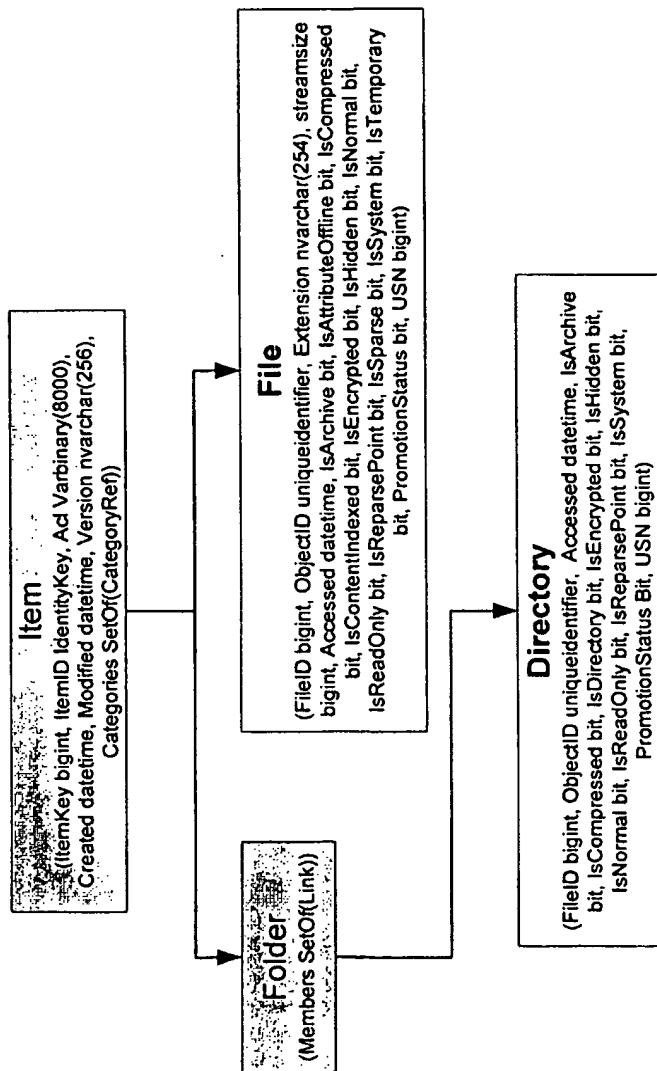 Item
(ItemKey bigint, ItemID IdentityKey, Acl Varbinary(8000),
Created datetime, Modified datetime, Version nvarchar(256),
Categories SetOf(CategoryRef))
Folder
(Members SetOf(Link))
File
(FileID bigint, ObjectID uniqueidentifier, Extension nvarchar(254), streamsize
bigint, Accessed datetime, IsArchive bit, IsAttributeOffline bit, IsCompressed
bit, IsContentIndexed bit, IsEncrypted bit, IsHidden bit, IsNormal bit,
IsReadOnly bit, IsReparsePoint bit, IsSparse bit, IsSystem bit, IsTemporary
bit, PromotionStatus bit, USN bigint)
Directory
(FileID bigint, ObjectID uniqueidentifier, Accessed datetime, IsArchive
bit, IsCompressed bit, IsDirectory bit, IsEncrypted bit, IsHidden bit,
IsNormal bit, IsReadOnly bit, IsReparsePoint bit, IsSystem bit,
PromotionStatus Bit, USN bigint)